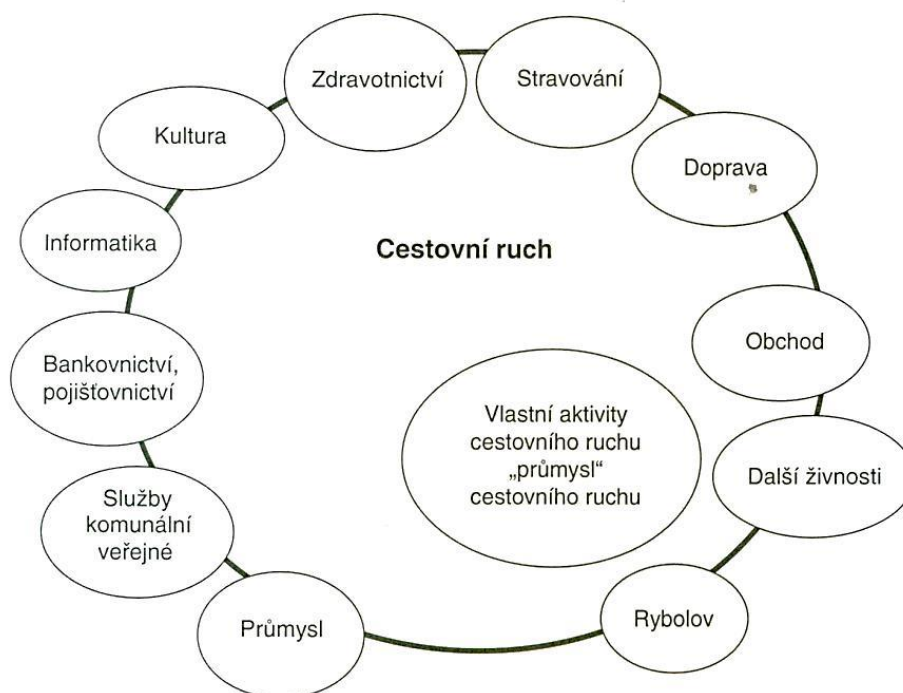 Zdravotnictví
Stravování
Kultura
Doprava
Informatika
Cestovní ruch
Obchod
Bankovnictví,
pojišťovnictví
Vlastní aktivity
cestovního ruchu
„průmysl“
cestovního ruchu
Další živnosti
Služby
komunální
veřejné
Průmysl
Rybolov